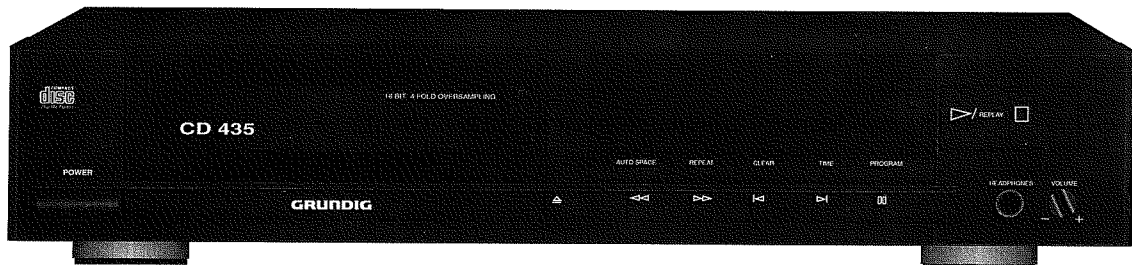 COMPACT
disc
DIGITAL AUDIO
16 BIT 4 FOLD OVERSAMPLING
CD 435
/ REPLAY
AUTO SPACE REPEAT CLEAR TIME PROGRAM
POWER
HEADPHONES VOLUME
GRUNDIG
- +